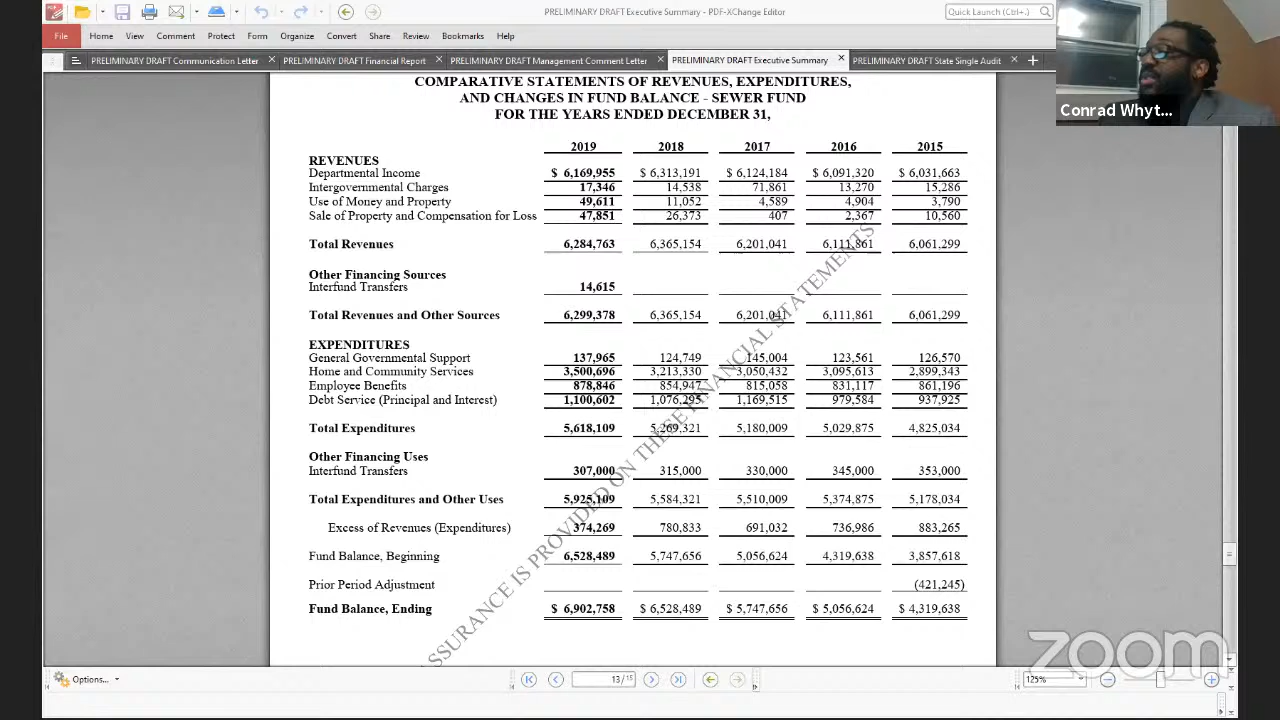 PRELIMINARY DRAFT Executive Summary - PDF-XChange Editor
Quick Launch (Ctrl+.)
File Home View Comment Protect Form Organize Convert Share Review Bookmarks Help
PRELIMINARY DRAFT Communication Letter × PRELIMINARY DRAFT Financial Report × PRELIMINARY DRAFT Management Comment Letter × PRELIMINARY DRAFT Executive Summary × PRELIMINARY DRAFT State Single Audit ×
Conrad Whyt...
COMPARATIVE STATEMENTS OF REVENUES, EXPENDITURES,
AND CHANGES IN FUND BALANCE - SEWER FUND
FOR THE YEARS ENDED DECEMBER 31,
2019 2018 2017 2016 2015
REVENUES
Departmental Income $ 6,169,955 $ 6,313,191 $ 6,124,184 $ 6,091,320 $ 6,031,663
Intergovernmental Charges 17,346 14,538 71,861 13,270 15,286
Use of Money and Property 49,611 11,052 4,589 4,904 3,790
Sale of Property and Compensation for Loss 47,851 26,373 407 2,367 10,560
Total Revenues 6,284,763 6,365,154 6,201,041 6,111,861 6,061,299
Other Financing Sources
Interfund Transfers 14,615
Total Revenues and Other Sources 6,299,378 6,365,154 6,201,041 6,111,861 6,061,299
EXPENDITURES
General Governmental Support 137,965 124,749 145,004 123,561 126,570
Home and Community Services 3,500,696 3,213,330 3,050,432 3,095,613 2,899,343
Employee Benefits 878,846 854,947 815,058 831,117 861,196
Debt Service (Principal and Interest) 1,100,602 1,076,295 1,169,515 979,584 937,925
Total Expenditures 5,618,109 5,269,321 5,180,009 5,029,875 4,825,034
Other Financing Uses
Interfund Transfers 307,000 315,000 330,000 345,000 353,000
Total Expenditures and Other Uses 5,925,109 5,584,321 5,510,009 5,374,875 5,178,034
Excess of Revenues (Expenditures) 374,269 780,833 691,032 736,986 883,265
Fund Balance, Beginning 6,528,489 5,747,656 5,056,624 4,319,638 3,857,618
Prior Period Adjustment (421,245)
Fund Balance, Ending $ 6,902,758 $ 6,528,489 $ 5,747,656 $ 5,056,624 $ 4,319,638
SSURANCE IS PROVIDED ON THESE FINANCIAL STATEMENTS
zoom
Options...
13 / 15
125%